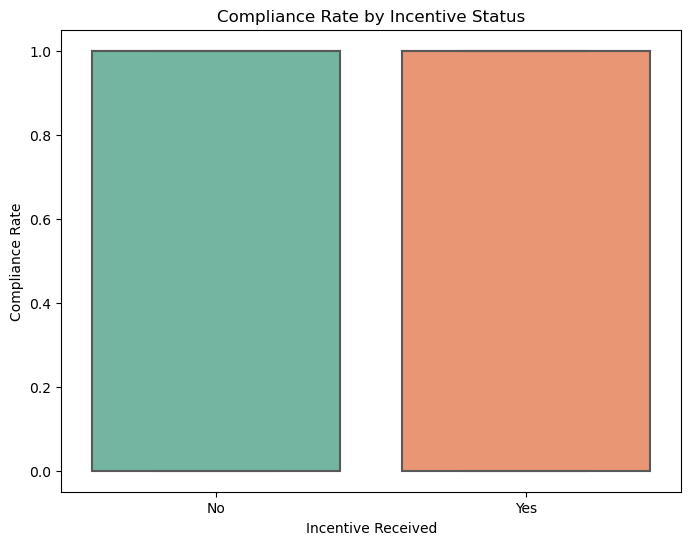 Compliance Rate by Incentive Status
1.0
0.8
0.6
0.4
0.2
0.0
Compliance Rate
No Yes
Incentive Received